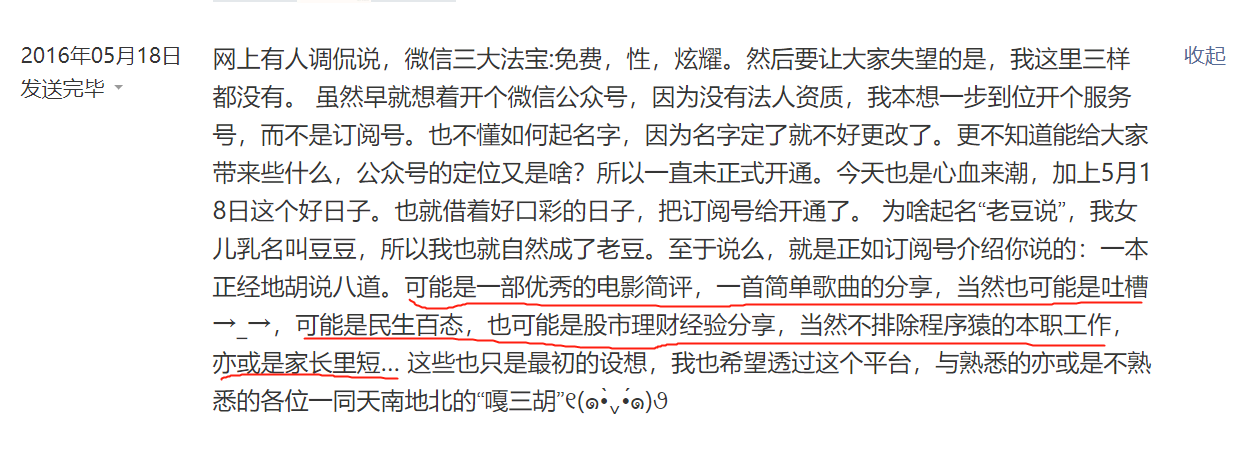 2016年05月18日
发送完毕
网上有人调侃说，微信三大法宝:免费，性，炫耀。然后要让大家失望的是，我这里三样
都没有。 虽然早就想着开个微信公众号，因为没有法人资质，我本想一步到位开个服务
号，而不是订阅号。也不懂如何起名字，因为名字定了就不好更改了。更不知道能给大家
带来些什么，公众号的定位又是啥？所以一直未正式开通。今天也是心血来潮，加上5月1
8日这个好日子。也就借着好口彩的日子，把订阅号给开通了。 为啥起名“老豆说”，我女
儿乳名叫豆豆，所以我也就自然成了老豆。至于说么，就是正如订阅号介绍你说的：一本
正经地胡说八道。可能是一部优秀的电影简评，一首简单歌曲的分享，当然也可能是吐槽
→_→，可能是民生百态，也可能是股市理财经验分享，当然不排除程序猿的本职工作，
亦或是家长里短... 这些也只是最初的设想，我也希望透过这个平台，与熟悉的亦或是不熟
悉的各位一同天南地北的“嘎三胡”୧(๑•̀⌄•́๑)૭
收起